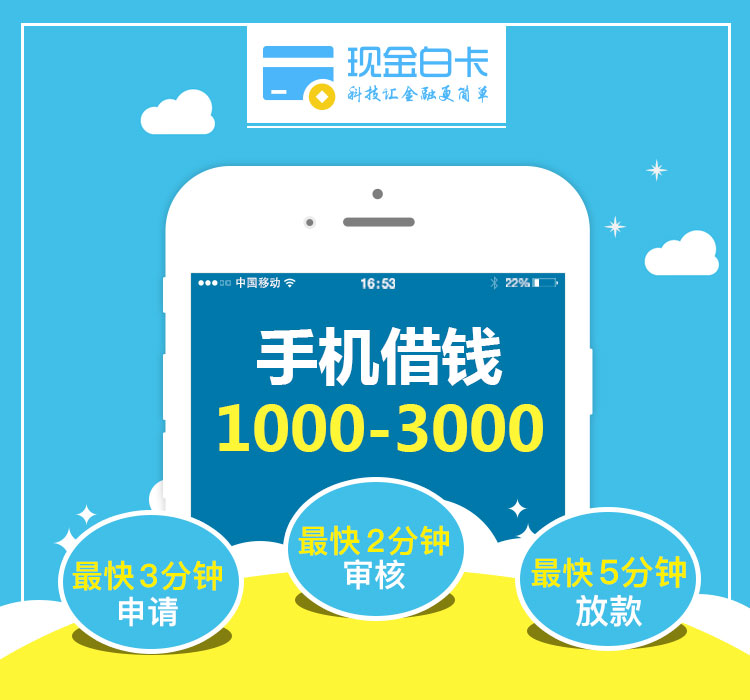 现金白卡
科技让金融更简单
中国移动 16:53 22%
手机借钱
1000-3000
最快3分钟
申请
最快2分钟
审核
最快5分钟
放款